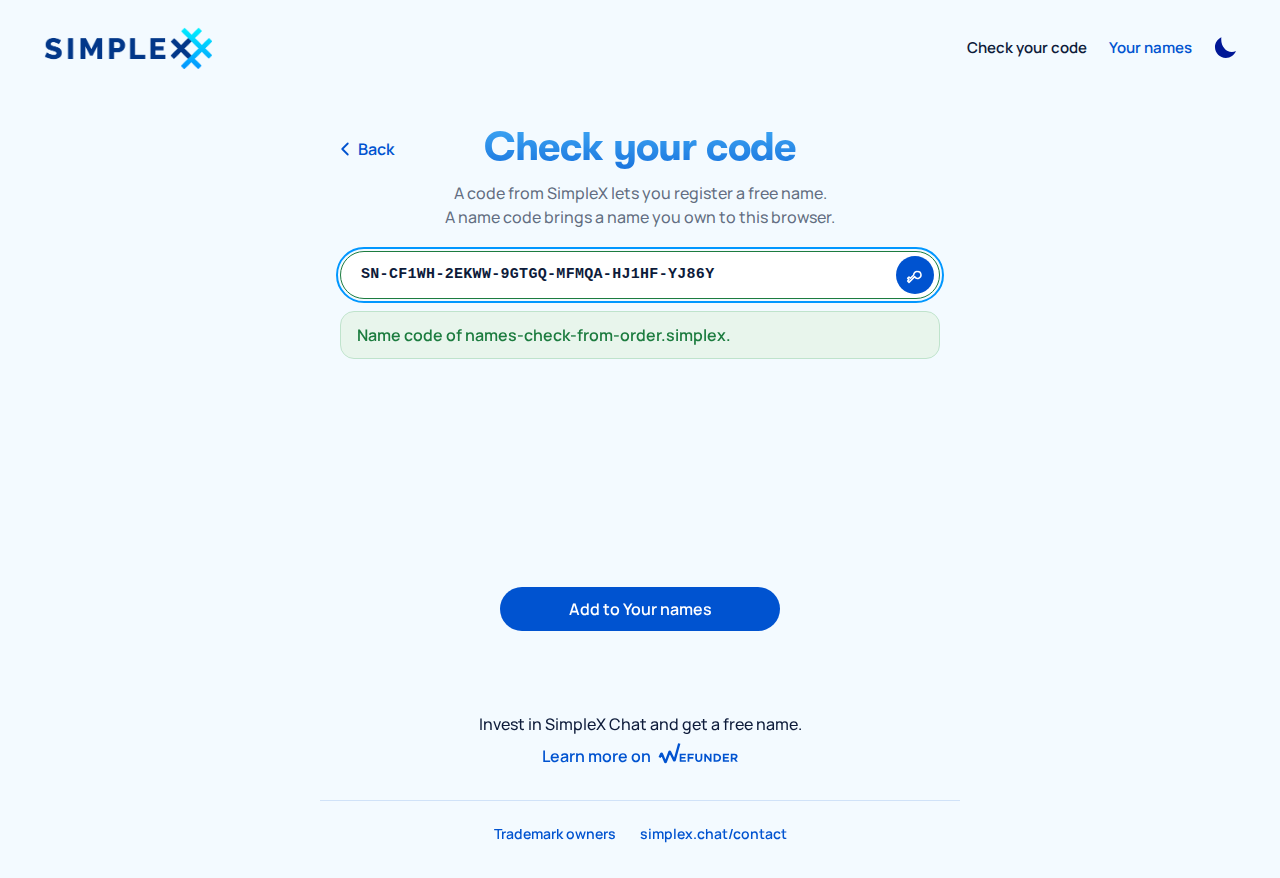 SIMPLEX
Check your code
Your names
Back
Check your code
A code from SimpleX lets you register a free name.
A name code brings a name you own to this browser.
SN-CF1WH-2EKWW-9GTGQ-MFMQA-HJ1HF-YJ86Y
Name code of names-check-from-order.simplex.
Add to Your names
Invest in SimpleX Chat and get a free name.
Learn more on WEFUNDER
Trademark owners
simplex.chat/contact